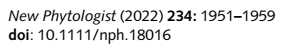 New Phytologist (2022) 234: 1951–1959
doi: 10.1111/nph.18016